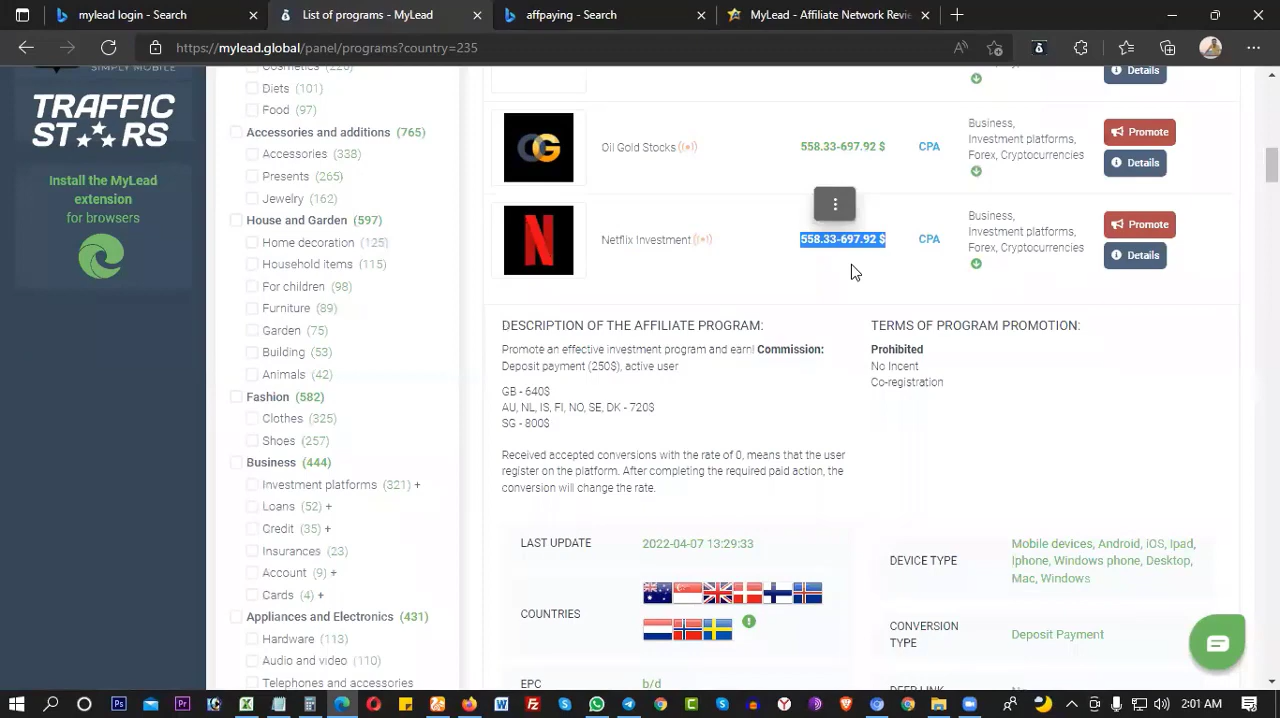 mylead login - Search
List of programs - MyLead
affpaying - Search
MyLead - Affiliate Network Revie
https://mylead.global/panel/programs?country=235
SIMPLY MOBILE
TRAFFIC
STARS
Install the MyLead
extension
for browsers
Cosmetics (226)
Diets (101)
Food (97)
Accessories and additions (765)
Accessories (338)
Presents (265)
Jewelry (162)
House and Garden (597)
Home decoration (125)
Household items (115)
For children (98)
Furniture (89)
Garden (75)
Building (53)
Animals (42)
Fashion (582)
Clothes (325)
Shoes (257)
Business (444)
Investment platforms (321) +
Loans (52) +
Credit (35) +
Insurances (23)
Account (9) +
Cards (4) +
Appliances and Electronics (431)
Hardware (113)
Audio and video (110)
Telephones and accessories
Details
OG
Oil Gold Stocks
558.33-697.92 $
CPA
Business,
Investment platforms,
Forex, Cryptocurrencies
Promote
Details
N
Netflix Investment
558.33-697.92 $
CPA
Business,
Investment platforms,
Forex, Cryptocurrencies
Promote
Details
DESCRIPTION OF THE AFFILIATE PROGRAM:
Promote an effective investment program and earn! Commission:
Deposit payment (250$), active user
GB - 640$
AU, NL, IS, FI, NO, SE, DK - 720$
SG - 800$
Received accepted conversions with the rate of 0, means that the user
register on the platform. After completing the required paid action, the
conversion will change the rate.
TERMS OF PROGRAM PROMOTION:
Prohibited
No Incent
Co-registration
LAST UPDATE
2022-04-07 13:29:33
COUNTRIES
EPC
b/d
DEVICE TYPE
Mobile devices, Android, iOS, Ipad,
Iphone, Windows phone, Desktop,
Mac, Windows
CONVERSION
TYPE
Deposit Payment
DEEP LINK
No
2:01 AM